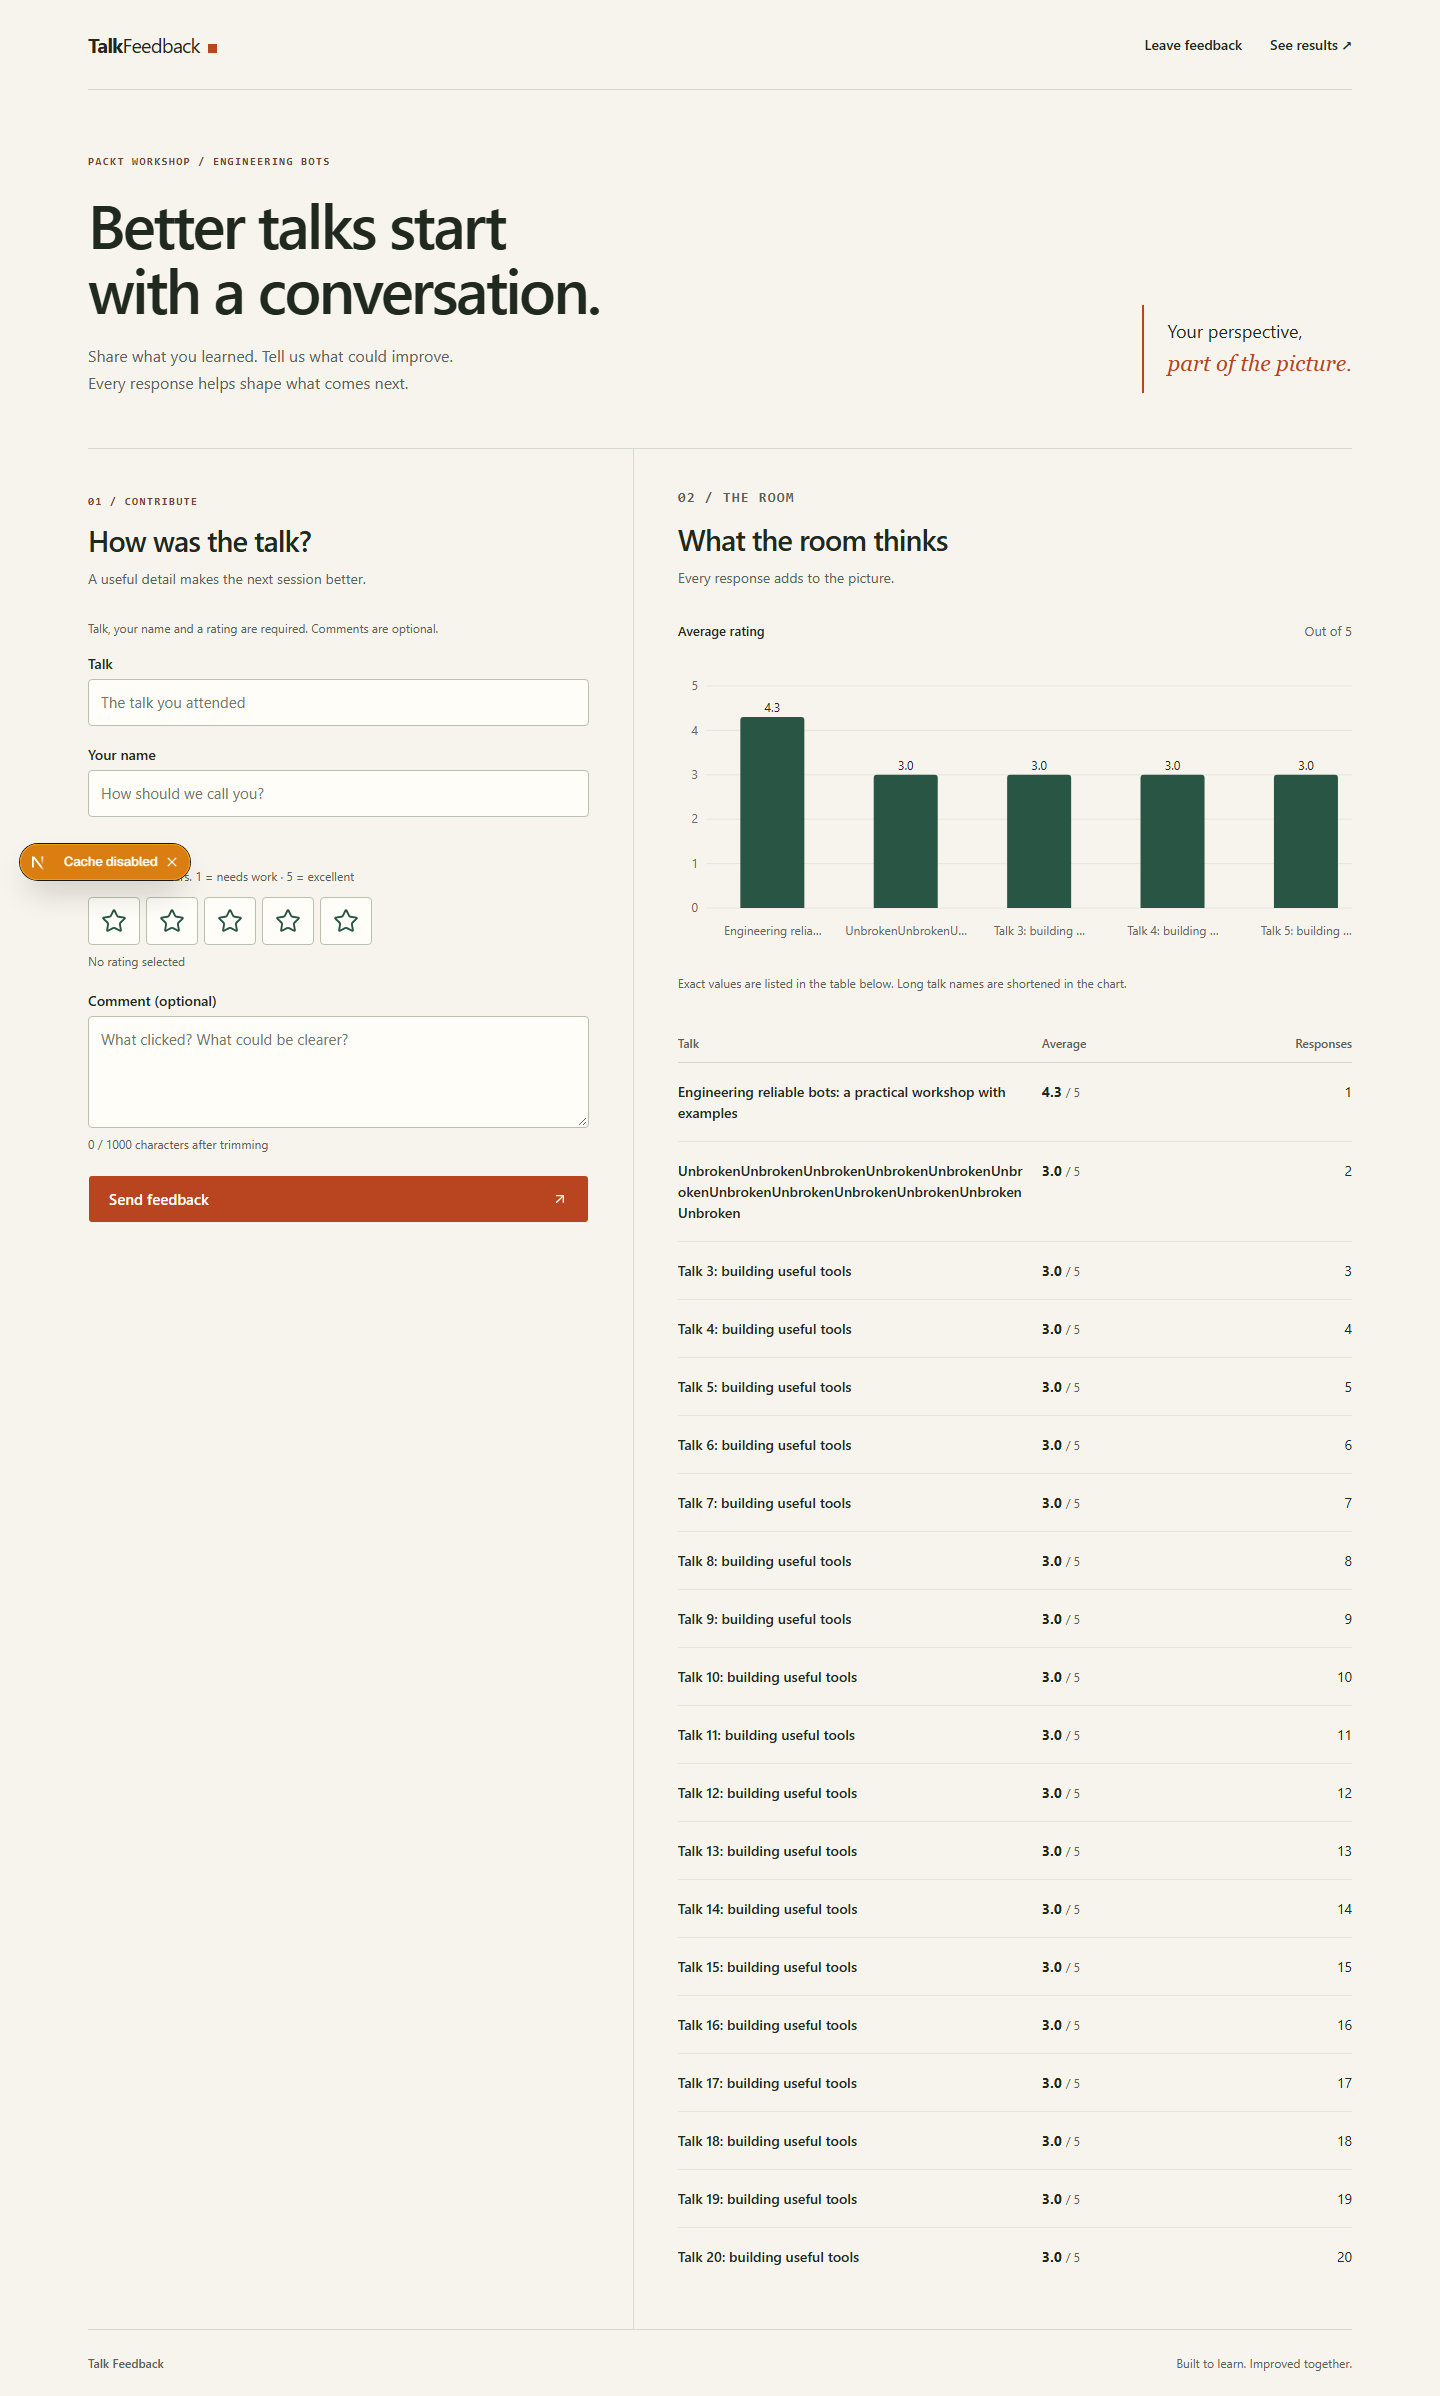 TalkFeedback
Leave feedback
See results ↗
PACKT WORKSHOP / ENGINEERING BOTS
Better talks start
with a conversation.
Share what you learned. Tell us what could improve.
Every response helps shape what comes next.
Your perspective,
part of the picture.
01 / CONTRIBUTE
How was the talk?
A useful detail makes the next session better.
Talk, your name and a rating are required. Comments are optional.
Talk
The talk you attended
Your name
How should we call you?
Cache disabled
1 = needs work · 5 = excellent
No rating selected
Comment (optional)
What clicked? What could be clearer?
0 / 1000 characters after trimming
Send feedback
02 / THE ROOM
What the room thinks
Every response adds to the picture.
Average rating
Out of 5
5
4
3
2
1
0
4.3
3.0
3.0
3.0
3.0
Engineering relia...
UnbrokenUnbrokenU...
Talk 3: building ...
Talk 4: building ...
Talk 5: building ...
Exact values are listed in the table below. Long talk names are shortened in the chart.
Talk Average Responses
Engineering reliable bots: a practical workshop with
examples
4.3 / 5 1
UnbrokenUnbrokenUnbrokenUnbrokenUnbrokenUnbr
okenUnbrokenUnbrokenUnbrokenUnbrokenUnbroken
Unbroken
3.0 / 5 2
Talk 3: building useful tools 3.0 / 5 3
Talk 4: building useful tools 3.0 / 5 4
Talk 5: building useful tools 3.0 / 5 5
Talk 6: building useful tools 3.0 / 5 6
Talk 7: building useful tools 3.0 / 5 7
Talk 8: building useful tools 3.0 / 5 8
Talk 9: building useful tools 3.0 / 5 9
Talk 10: building useful tools 3.0 / 5 10
Talk 11: building useful tools 3.0 / 5 11
Talk 12: building useful tools 3.0 / 5 12
Talk 13: building useful tools 3.0 / 5 13
Talk 14: building useful tools 3.0 / 5 14
Talk 15: building useful tools 3.0 / 5 15
Talk 16: building useful tools 3.0 / 5 16
Talk 17: building useful tools 3.0 / 5 17
Talk 18: building useful tools 3.0 / 5 18
Talk 19: building useful tools 3.0 / 5 19
Talk 20: building useful tools 3.0 / 5 20
Talk Feedback
Built to learn. Improved together.